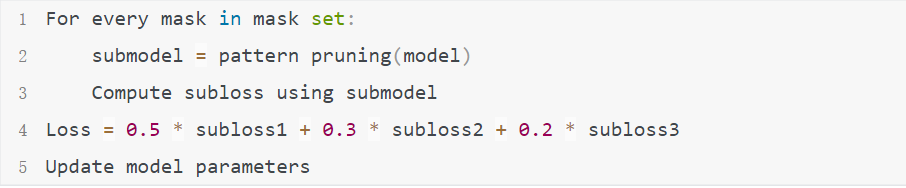 1 For every mask in mask set:
2 submodel = pattern pruning(model)
3 Compute subloss using submodel
4 Loss = 0.5 * subloss1 + 0.3 * subloss2 + 0.2 * subloss3
5 Update model parameters